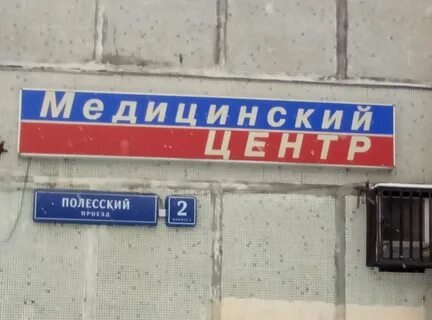 Медицинский
ЦЕНТР
ПОЛЕССКИЙ
ПРОЕЗД
2